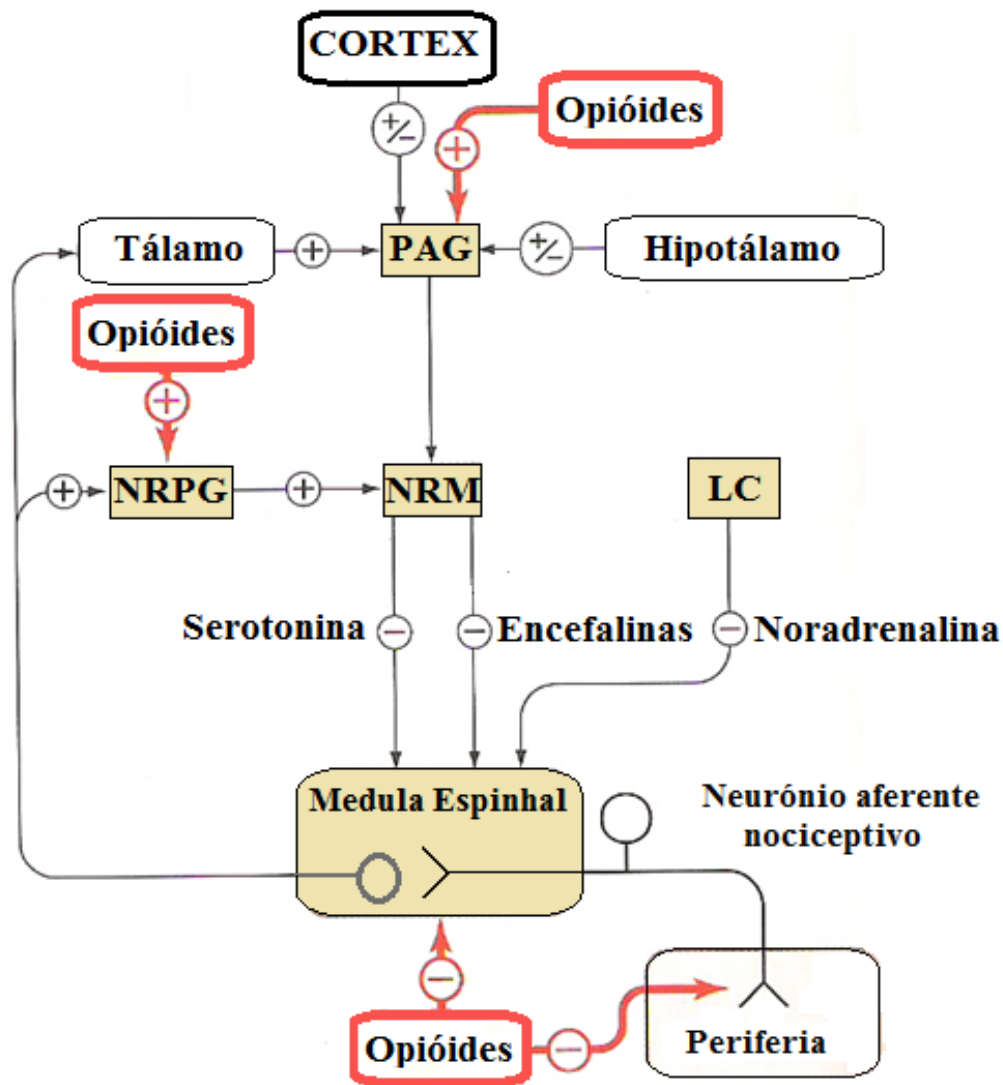 CORTEX
Opióides
Tálamo
PAG
Hipotálamo
Opióides
NRPG
NRM
LC
Serotonina
Encefalinas
Noradrenalina
Medula Espinhal
Neurónio aferente
nociceptivo
Opióides
Periferia